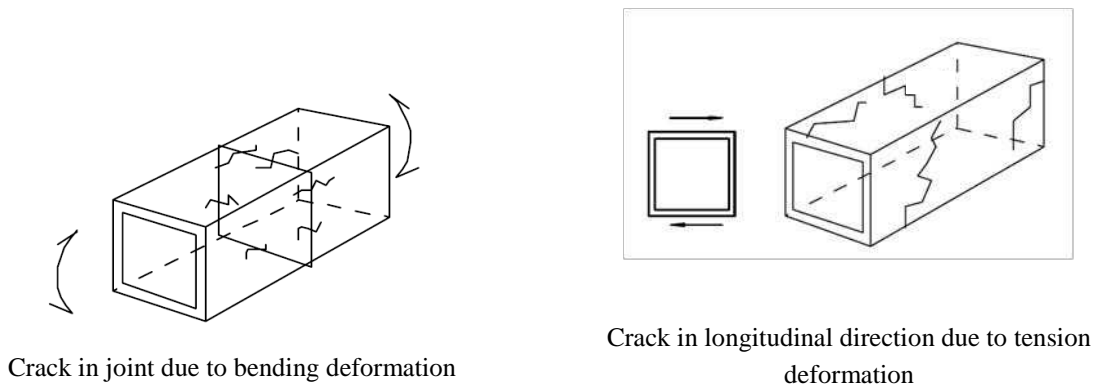 Crack in joint due to bending deformation
Crack in longitudinal direction due to tension
deformation